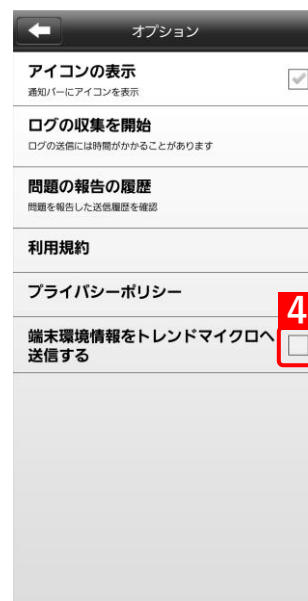 オプション
アイコンの表示
通知バーにアイコンを表示
ログの収集を開始
ログの送信には時間がかかることがあります
問題の報告の履歴
問題を報告した送信履歴を確認
利用規約
プライバシーポリシー
4
端末環境情報をトレンドマイクロへ
送信する